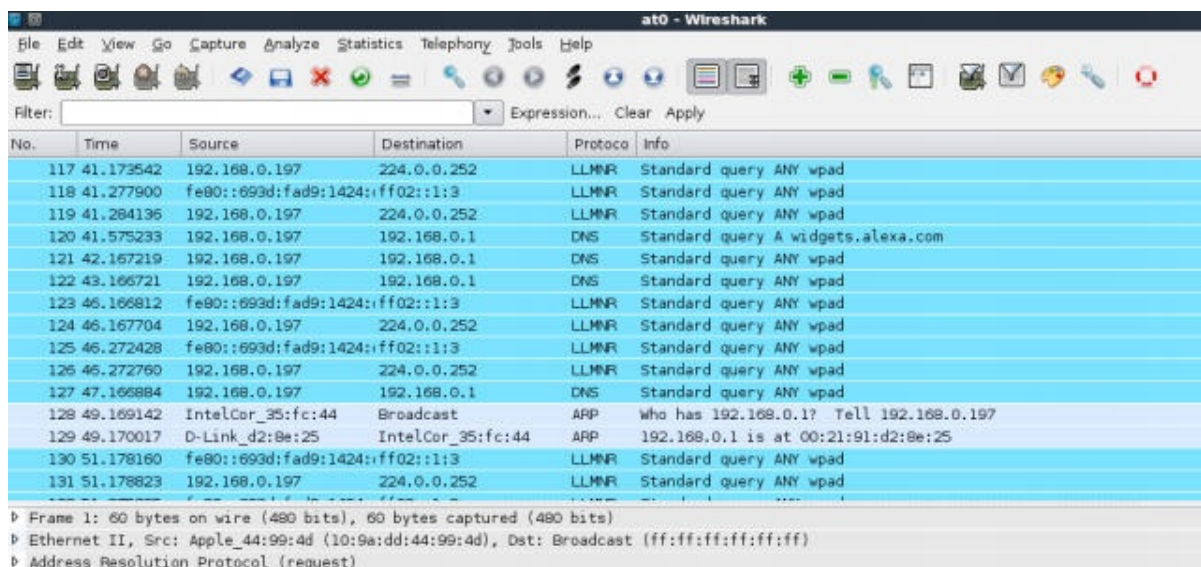 at0 - Wireshark
File Edit View Go Capture Analyze Statistics Telephony Tools Help
Filter: Expression... Clear Apply
No. Time Source Destination Protoco Info
117 41.173542 192.168.0.197 224.0.0.252 LLMNR Standard query ANY wpad
118 41.277900 fe80::693d:fad9:1424: ff02::1:3 LLMNR Standard query ANY wpad
119 41.284136 192.168.0.197 224.0.0.252 LLMNR Standard query ANY wpad
120 41.575233 192.168.0.197 192.168.0.1 DNS Standard query A widgets.alexa.com
121 42.167219 192.168.0.197 192.168.0.1 DNS Standard query ANY wpad
122 43.166721 192.168.0.197 192.168.0.1 DNS Standard query ANY wpad
123 46.166812 fe80::693d:fad9:1424: ff02::1:3 LLMNR Standard query ANY wpad
124 46.167704 192.168.0.197 224.0.0.252 LLMNR Standard query ANY wpad
125 46.272428 fe80::693d:fad9:1424: ff02::1:3 LLMNR Standard query ANY wpad
126 46.272760 192.168.0.197 224.0.0.252 LLMNR Standard query ANY wpad
127 47.166884 192.168.0.197 192.168.0.1 DNS Standard query ANY wpad
128 49.169142 IntelCor_35:fc:44 Broadcast ARP Who has 192.168.0.1? Tell 192.168.0.197
129 49.170017 D-Link_d2:8e:25 IntelCor_35:fc:44 ARP 192.168.0.1 is at 00:21:91:d2:8e:25
130 51.178160 fe80::693d:fad9:1424: ff02::1:3 LLMNR Standard query ANY wpad
131 51.178823 192.168.0.197 224.0.0.252 LLMNR Standard query ANY wpad
Frame 1: 60 bytes on wire (480 bits), 60 bytes captured (480 bits)
Ethernet II, Src: Apple_44:99:4d (10:9a:dd:44:99:4d), Dst: Broadcast (ff:ff:ff:ff:ff:ff)
Address Resolution Protocol (request)